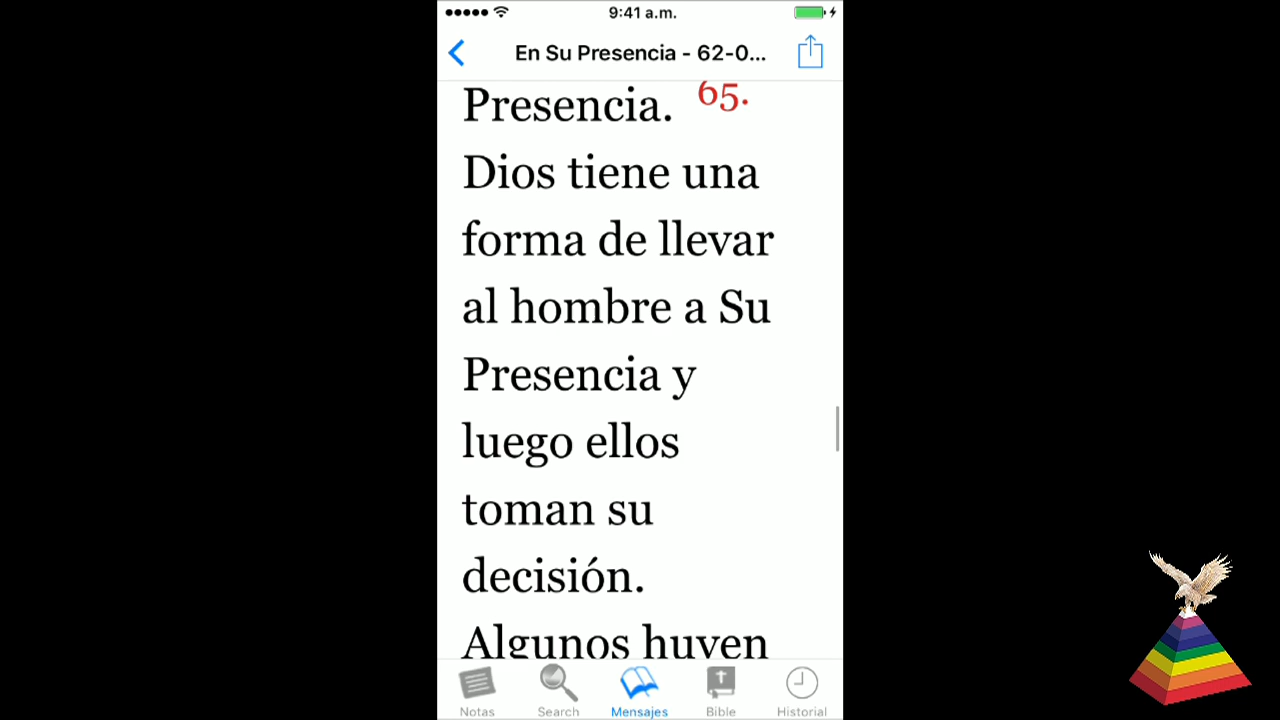 9:41 a.m.
En Su Presencia - 62-0...
Presencia. 65.
Dios tiene una
forma de llevar
al hombre a Su
Presencia y
luego ellos
toman su
decisión.
Algunos huyen
Notas Search Mensajes Bible Historial